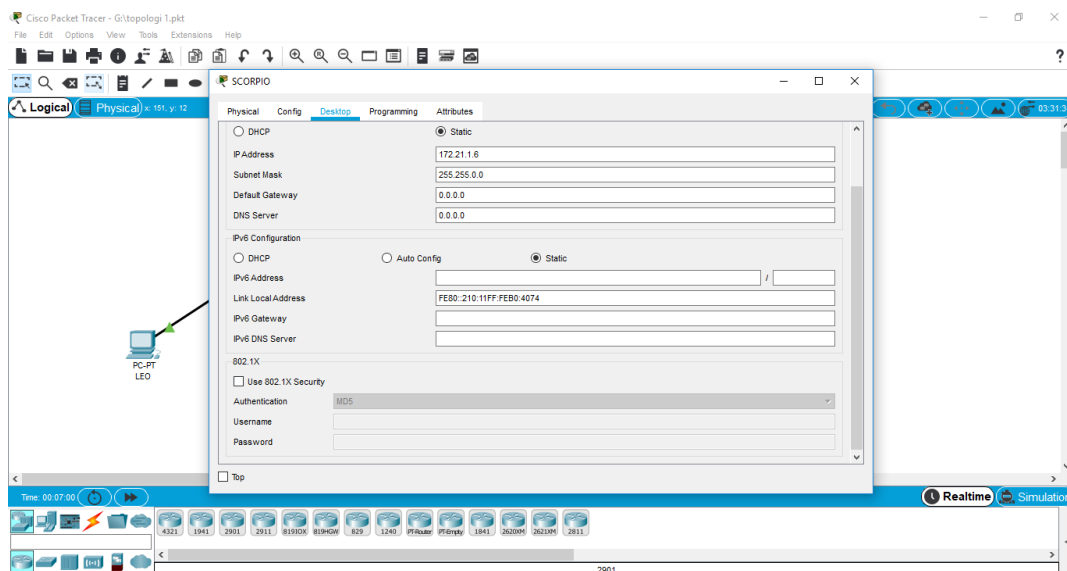 Cisco Packet Tracer - G:\topologi 1.pkt
File Edit Options View Tools Extensions Help
?
SCORPIO
Logical Physical x: 151, y: 12
03:31:3
Physical Config Desktop Programming Attributes
DHCP Static
IP Address 172.21.1.6
Subnet Mask 255.255.0.0
Default Gateway 0.0.0.0
DNS Server 0.0.0.0
IPv6 Configuration
DHCP Auto Config Static
IPv6 Address /
Link Local Address FE80::210:11FF:FEB0:4074
IPv6 Gateway
IPv6 DNS Server
802.1X
Use 802.1X Security
Authentication MD5
Username
Password
PC-PT
LEO
Top
Time: 00:07:00 Realtime Simulation
4321 1941 2901 2911 819IOX 819HGW 829 1240 PT-Router PT-Empty 1841 2620XM 2621XM 2811
2901